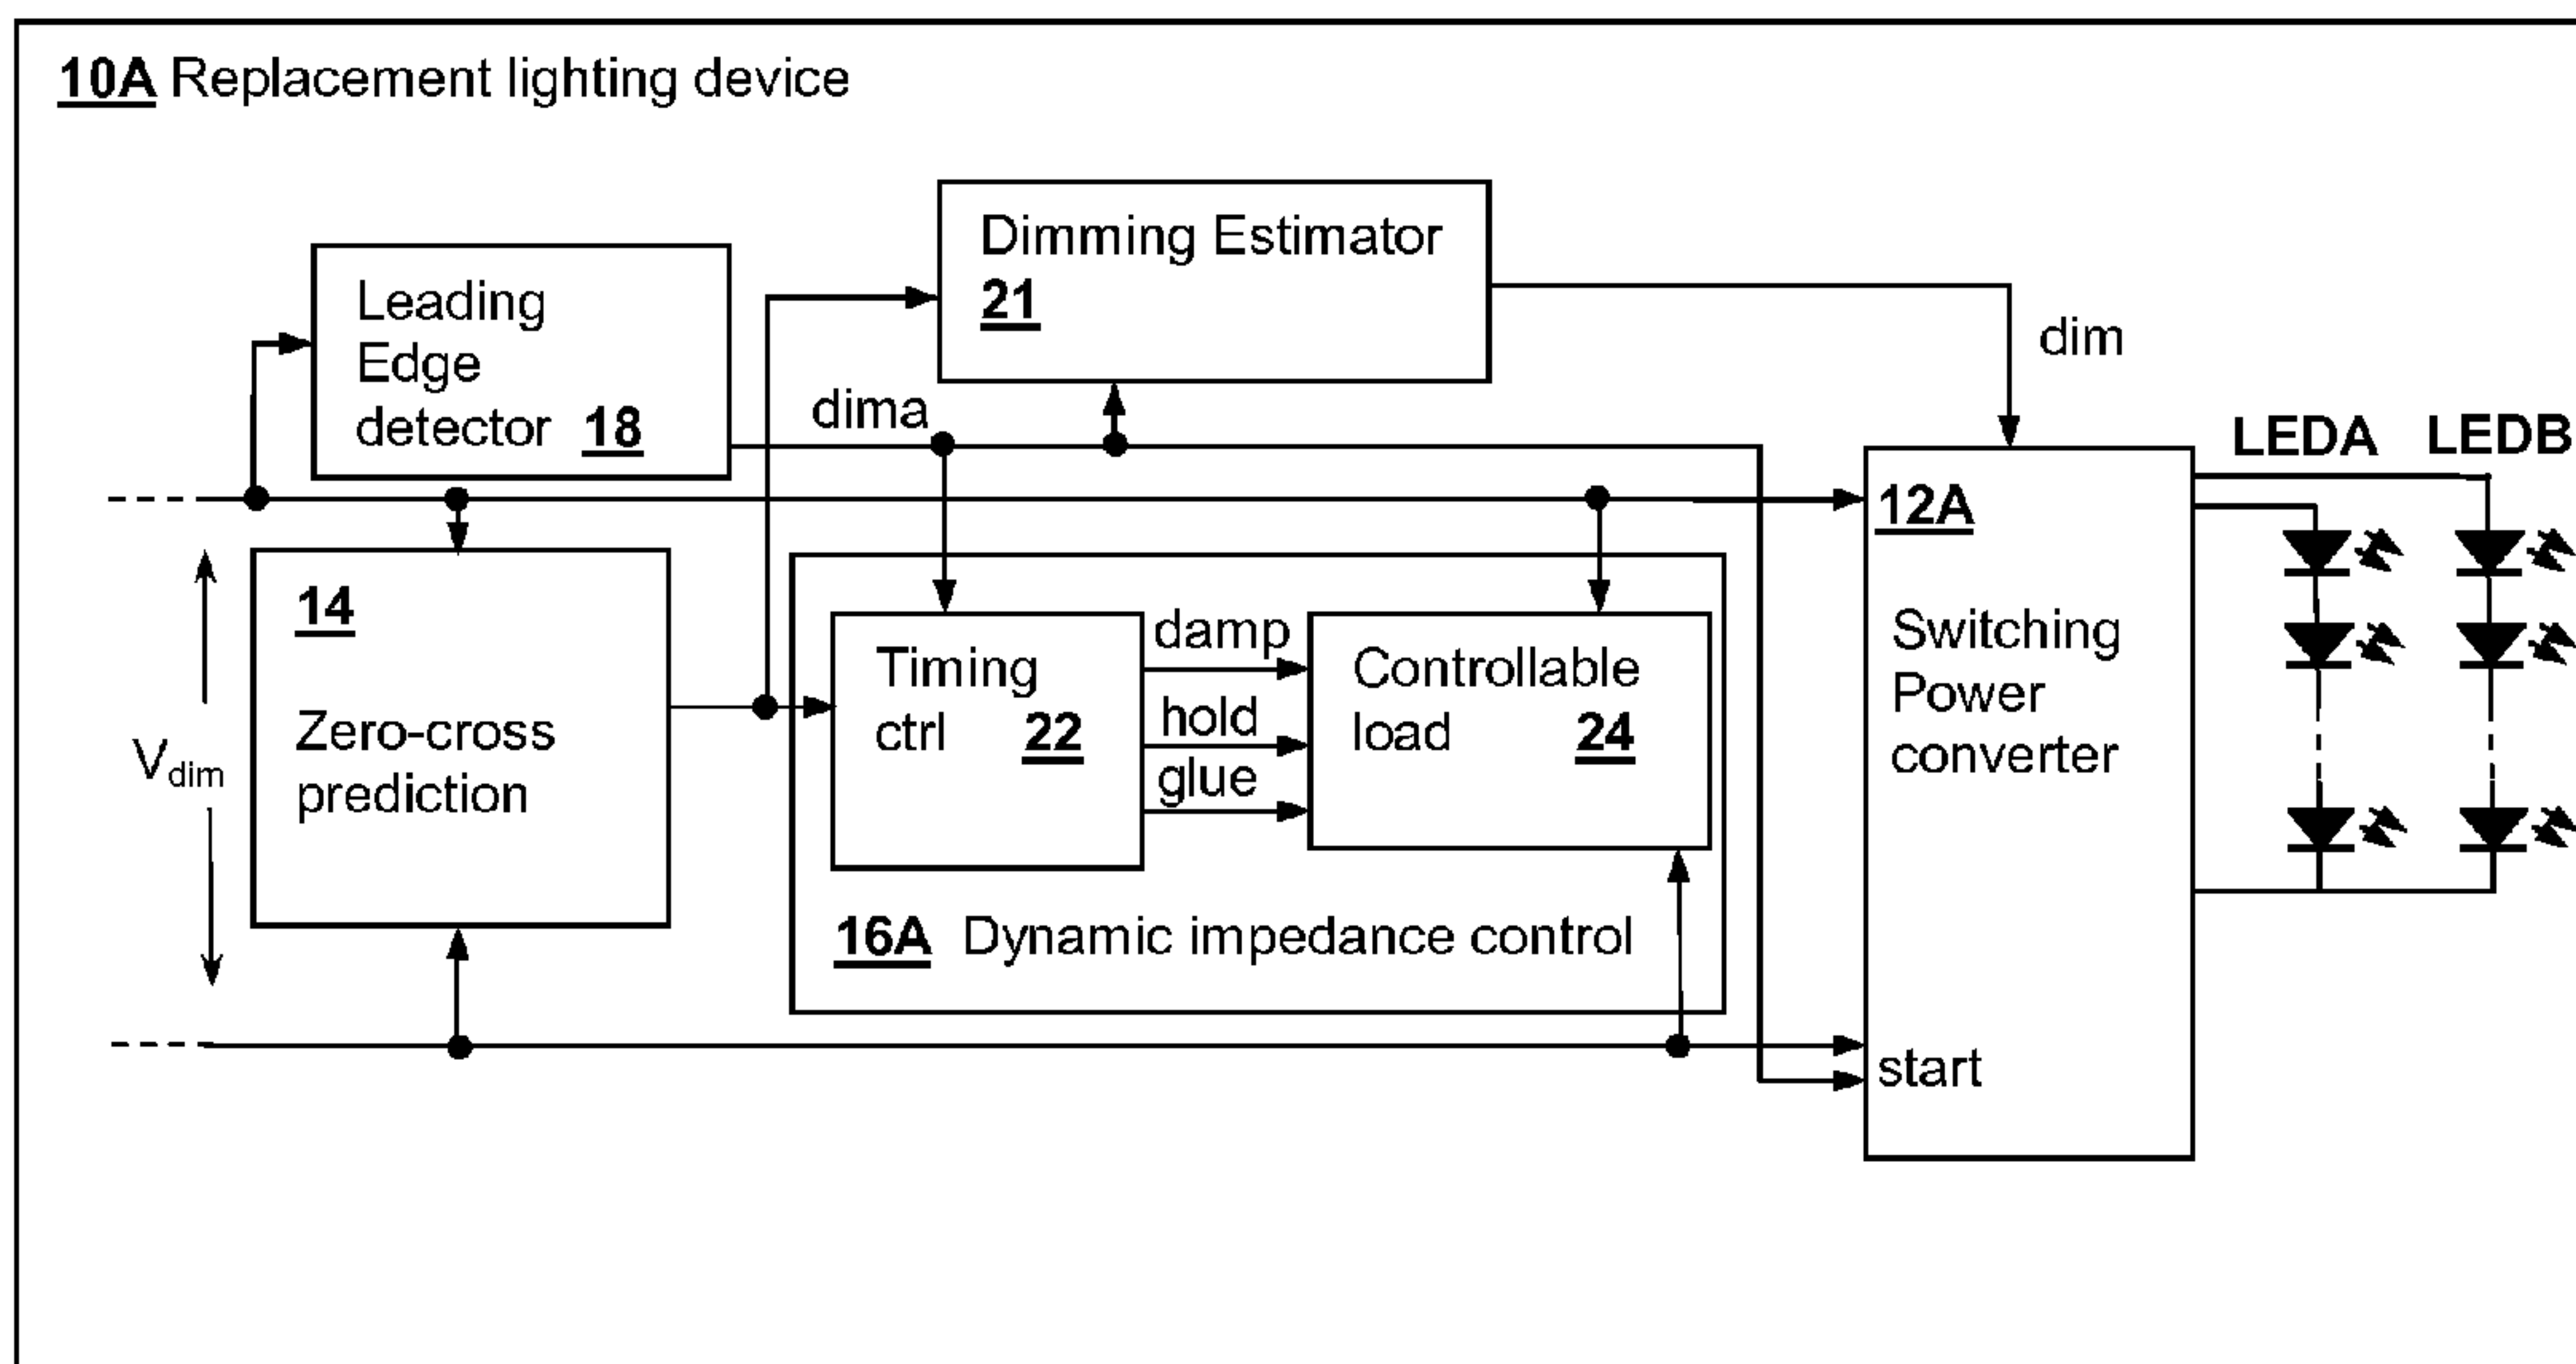 10A Replacement lighting device
Leading
Edge
detector 18
Dimming Estimator
21
dima
dim
LEDA LEDB
14
Zero-cross
prediction
Vdim
Timing
ctrl 22
damp
hold
glue
Controllable
load 24
16A Dynamic impedance control
12A
Switching
Power
converter
start